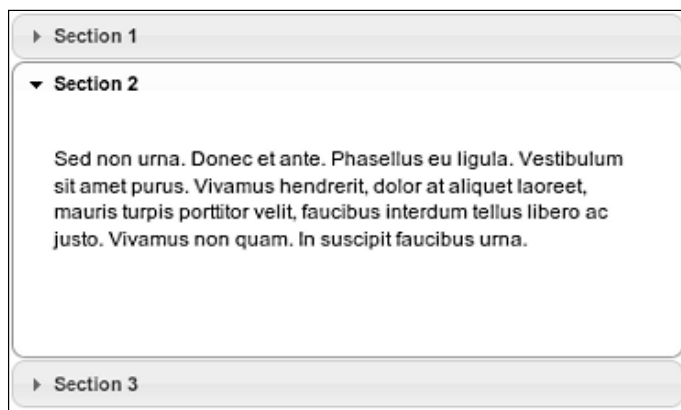 Section 1
Section 2
Sed non urna. Donec et ante. Phasellus eu ligula. Vestibulum
sit amet purus. Vivamus hendrerit, dolor at aliquet laoreet,
mauris turpis porttitor velit, faucibus interdum tellus libero ac
justo. Vivamus non quam. In suscipit faucibus urna.
Section 3